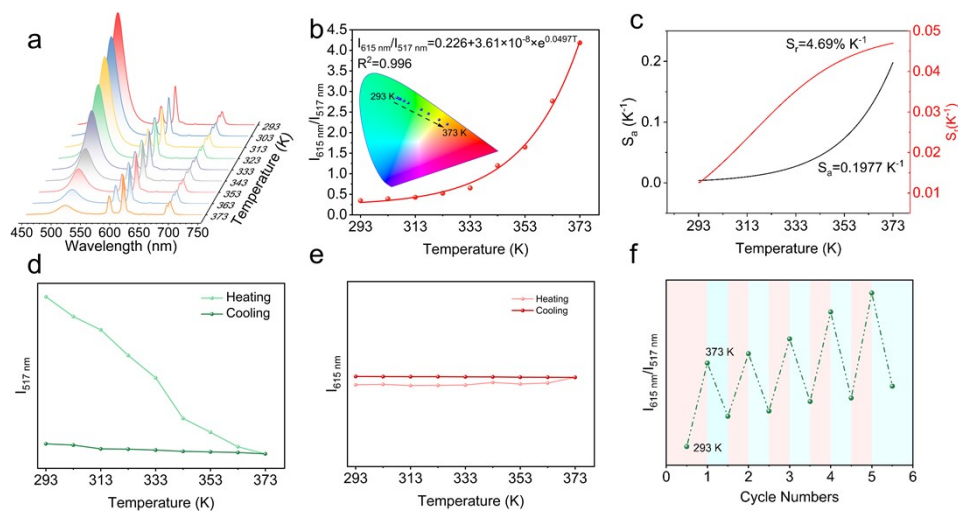 a
293
303
313
323
333
343
353
363
373
Temperature (K)
450 500 550 600 650 700 750
Wavelength (nm)
b
I615 nm/I517 nm=0.226+3.61×10-8×e0.0497T
R2=0.996
293 K
373 K
4.5
4.0
3.5
3.0
2.5
2.0
1.5
1.0
0.5
0.0
I615 nm/I517 nm
293 313 333 353 373
Temperature (K)
c
Sr=4.69% K-1
Sa=0.1977 K-1
0.2
0.1
0.0
Sa (K-1)
0.05
0.04
0.03
0.02
0.01
Sr(K-1)
293 313 333 353 373
Temperature (K)
d
Heating
Cooling
I517 nm
293 313 333 353 373
Temperature (K)
e
Heating
Cooling
I615 nm
293 313 333 353 373
Temperature (K)
f
373 K
293 K
I615 nm/I517 nm
0 1 2 3 4 5 6
Cycle Numbers